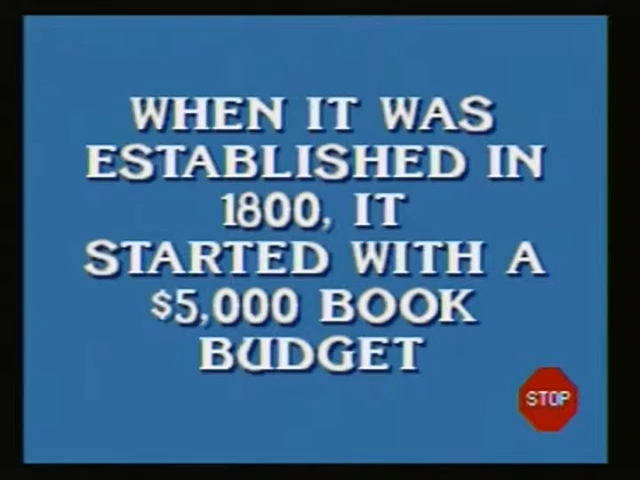 WHEN IT WAS
ESTABLISHED IN
1800, IT
STARTED WITH A
$5,000 BOOK
BUDGET
STOP